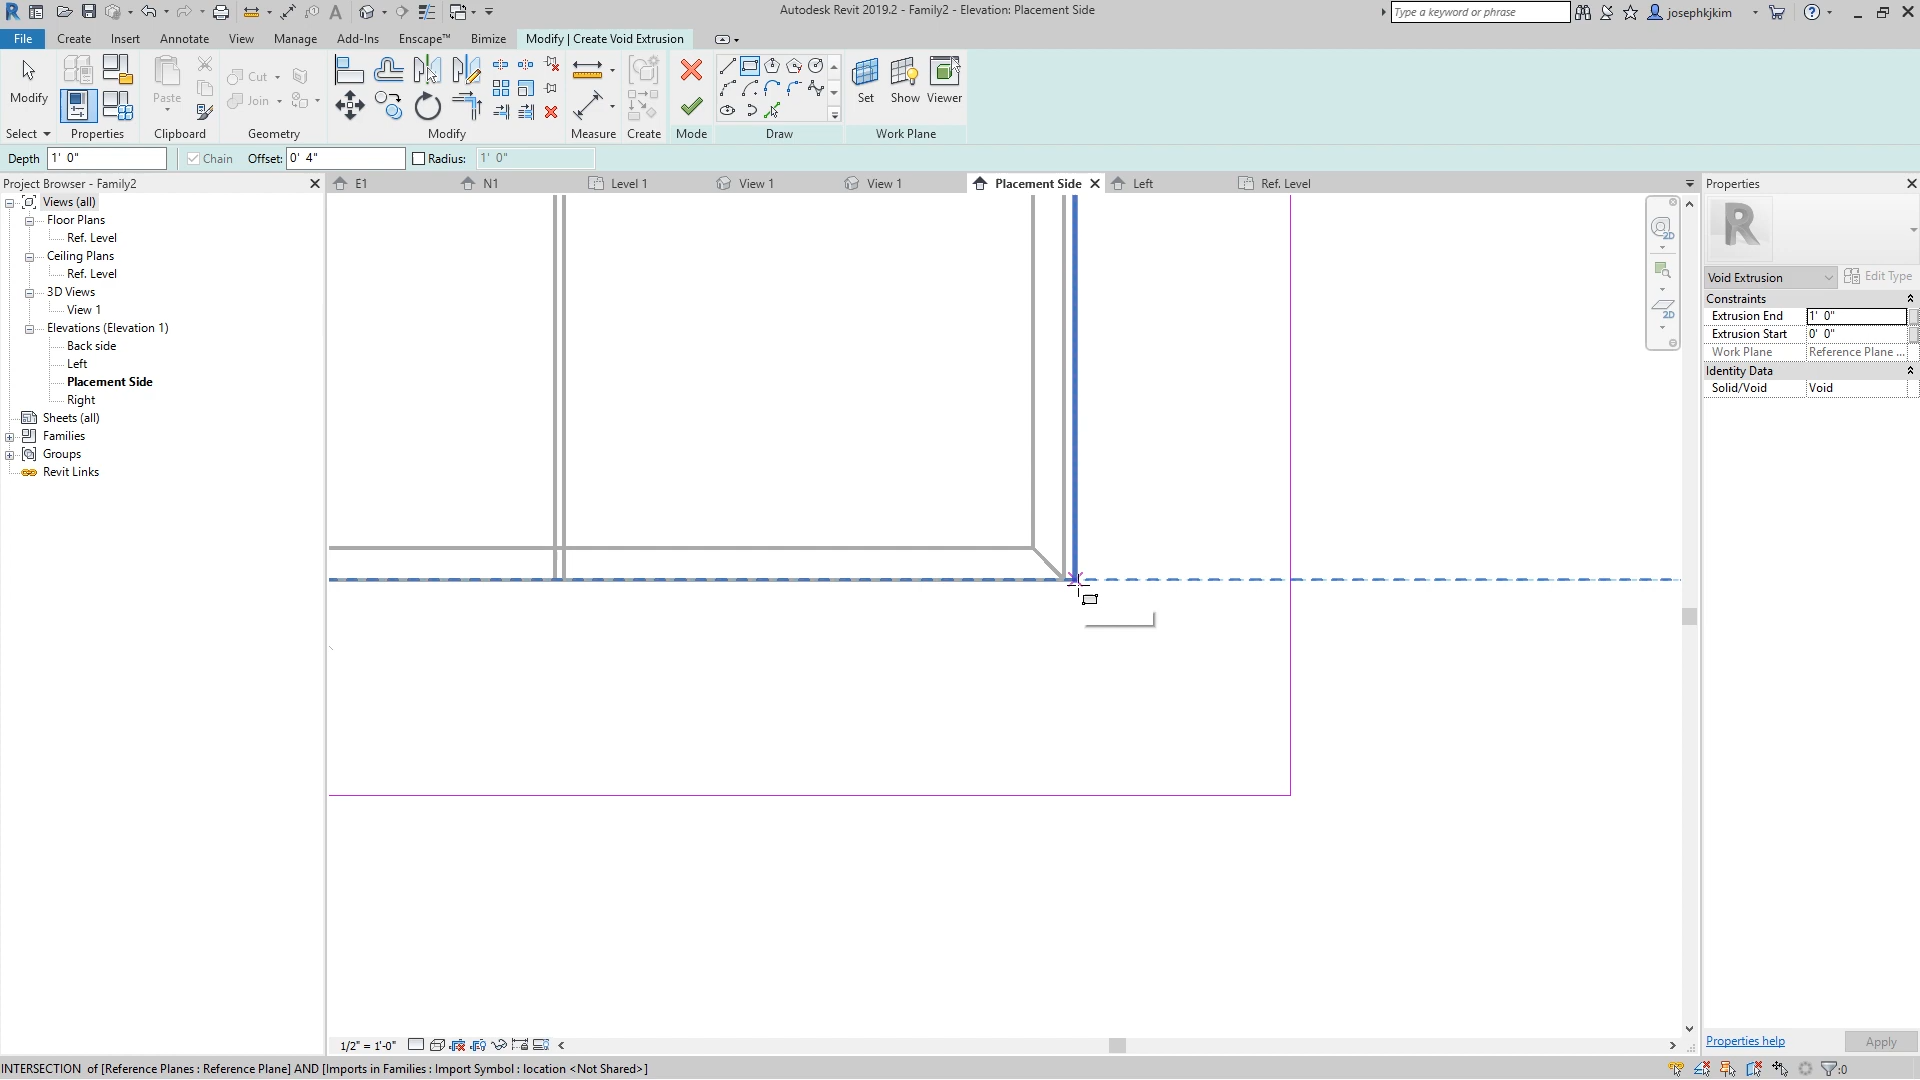 Autodesk Revit 2019.2 - Family2 - Elevation: Placement Side
Type a keyword or phrase
josephkjkim
File
Create
Insert
Annotate
View
Manage
Add-Ins
Enscape™
Bimize
Modify | Create Void Extrusion
Modify
Paste
Cut
Join
Set
Show
Viewer
Select
Properties
Clipboard
Geometry
Modify
Measure
Create
Mode
Draw
Work Plane
Depth
1' 0"
Chain
Offset:
0' 4"
Radius:
1' 0"
Project Browser - Family2
E1
N1
Level 1
View 1
View 1
Placement Side
Left
Ref. Level
Properties
Views (all)
Floor Plans
Ref. Level
Ceiling Plans
Ref. Level
3D Views
View 1
Elevations (Elevation 1)
Back side
Left
Placement Side
Right
Sheets (all)
Families
Groups
Revit Links
2D
2D
R
Void Extrusion
Edit Type
Constraints
Extrusion End
1' 0"
Extrusion Start
0' 0"
Work Plane
Reference Plane ...
Identity Data
Solid/Void
Void
1/2" = 1'-0"
Properties help
Apply
INTERSECTION of [Reference Planes : Reference Plane] AND [Imports in Families : Import Symbol : location <Not Shared>]
:0